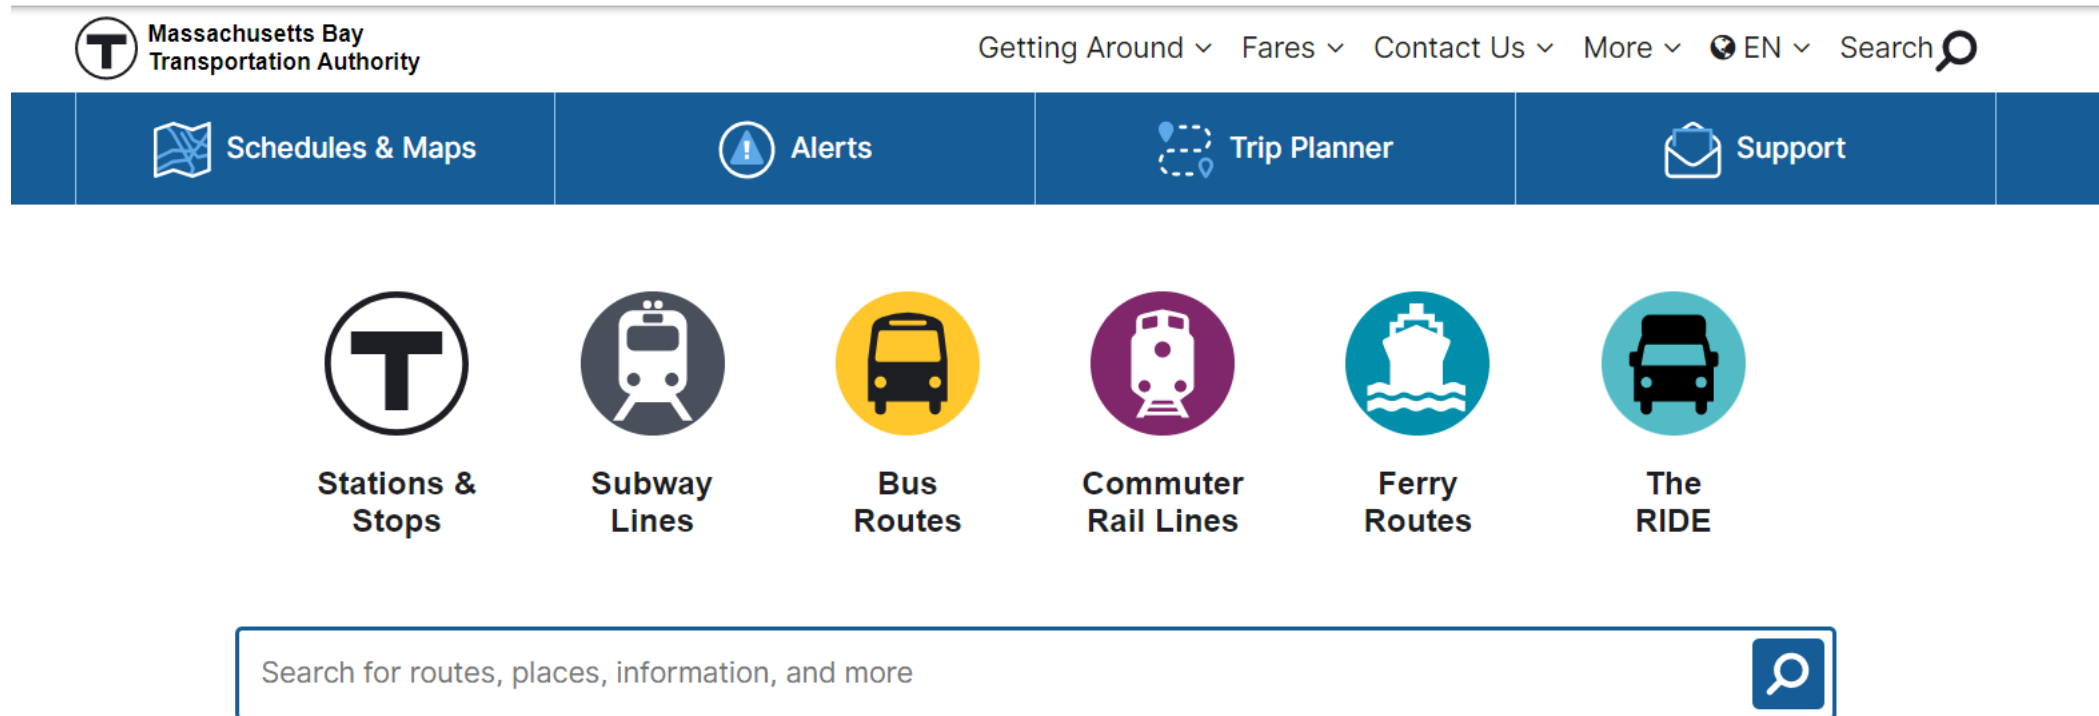 Massachusetts Bay
Transportation Authority
Getting Around Fares Contact Us More EN Search
Schedules & Maps Alerts Trip Planner Support
T
Stations &
Stops
Subway
Lines
Bus
Routes
Commuter
Rail Lines
Ferry
Routes
The
RIDE
Search for routes, places, information, and more